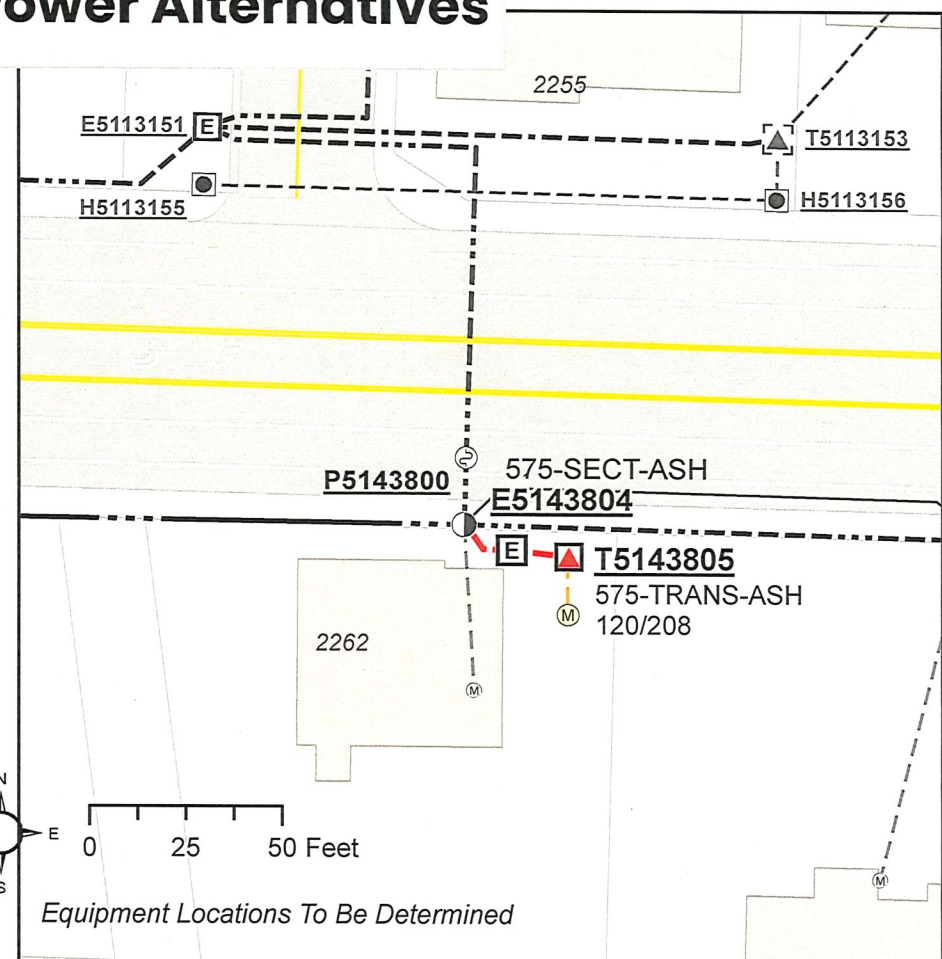 ower Alternatives
2255
E5113151
E
T5113153
H5113155
H5113156
575-SECT-ASH
P5143800
E5143804
E
T5143805
575-TRANS-ASH
M
120/208
2262
M
N
E
S
0 25 50 Feet
M
Equipment Locations To Be Determined